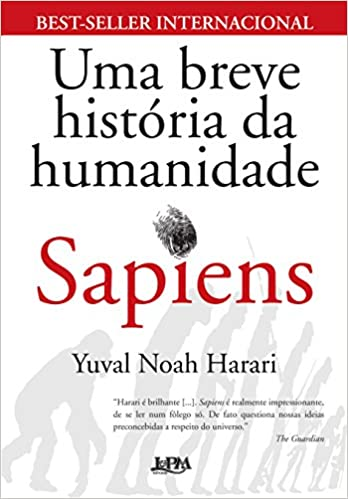 BEST-SELLER INTERNACIONAL
Uma breve
história da
humanidade
Sapiens
Yuval Noah Harari
“Harari é brilhante [...]. Sapiens é realmente impressionante,
de se ler num fôlego só. De fato questiona nossas ideias
preconcebidas a respeito do universo.”
The Guardian
L&PM